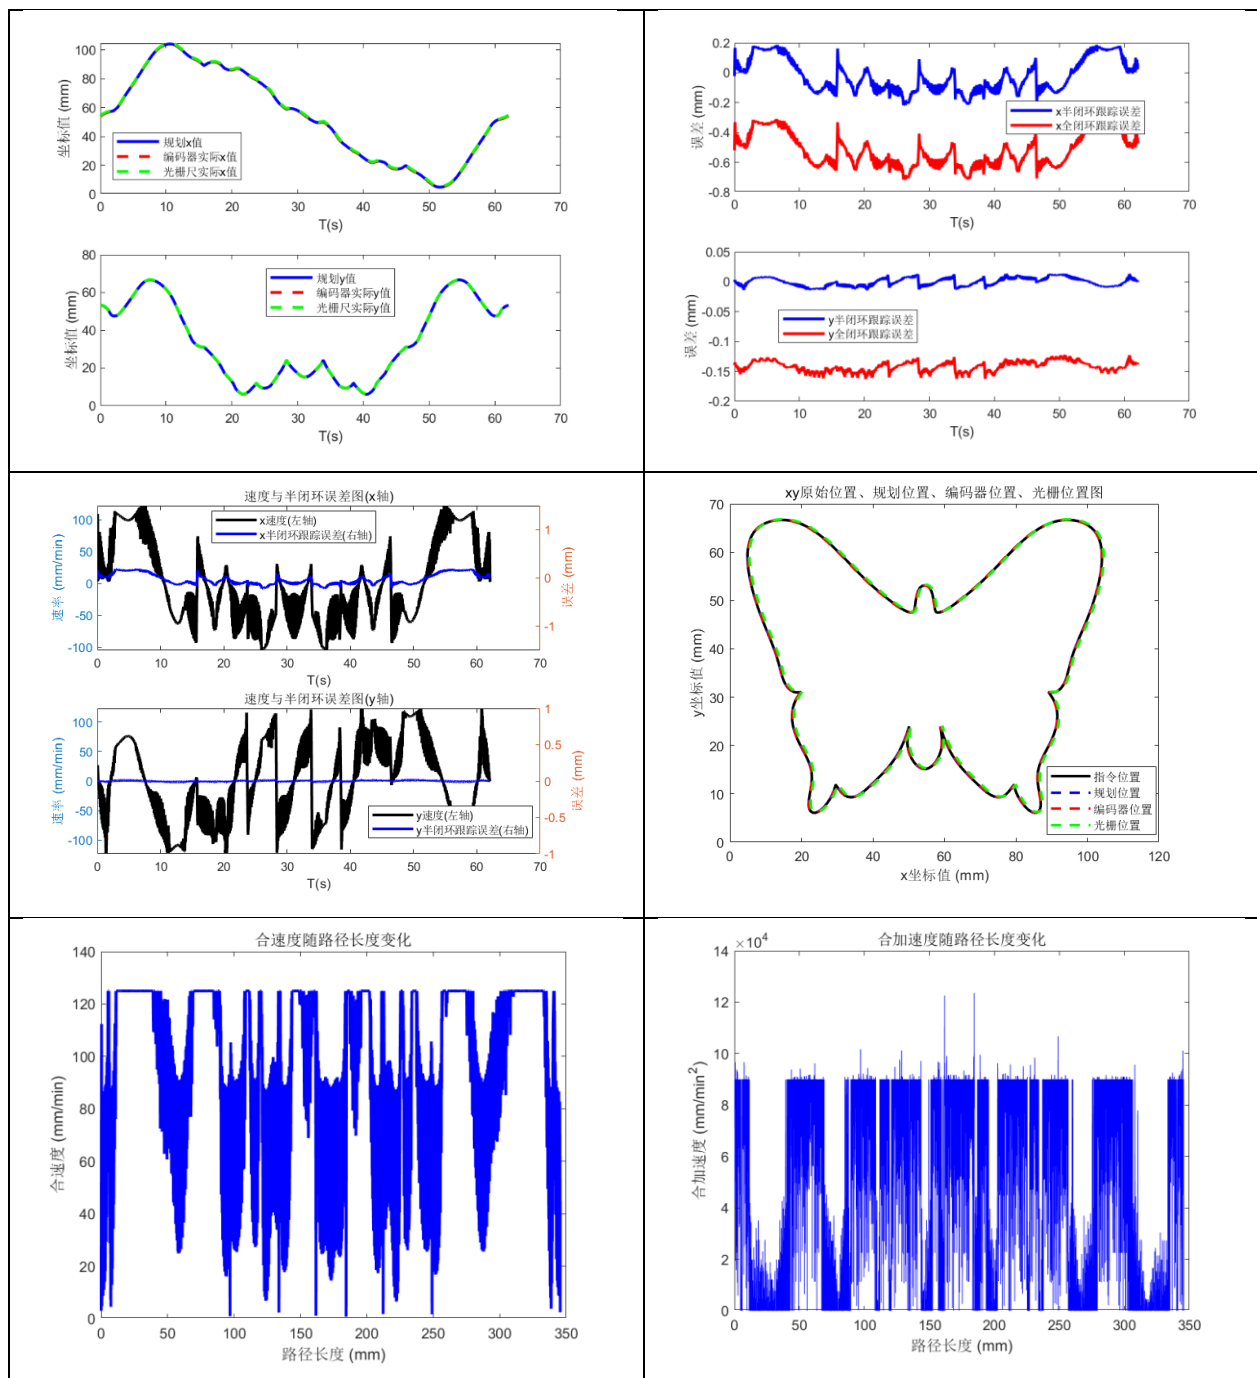 坐标值 (mm)
100
80
60
40
20
0
规划x值
编码器实际x值
光栅尺实际x值
0 10 20 30 40 50 60 70
T(s)
坐标值 (mm)
80
60
40
20
0
规划y值
编码器实际y值
光栅尺实际y值
0 10 20 30 40 50 60 70
T(s)
误差 (mm)
0.2
0
-0.2
-0.4
-0.6
-0.8
x半闭环跟踪误差
x全闭环跟踪误差
0 10 20 30 40 50 60 70
T(s)
误差 (mm)
0.05
0
-0.05
-0.1
-0.15
-0.2
y半闭环跟踪误差
y全闭环跟踪误差
0 10 20 30 40 50 60 70
T(s)
速度与半闭环误差图(x轴)
速率 (mm/min)
100
50
0
-50
-100
x速度(左轴)
x半闭环跟踪误差(右轴)
1
0
-1
误差 (mm)
0 10 20 30 40 50 60 70
T(s)
速度与半闭环误差图(y轴)
速率 (mm/min)
100
50
0
-50
-100
y速度(左轴)
y半闭环跟踪误差(右轴)
1
0.5
0
-0.5
-1
误差 (mm)
0 10 20 30 40 50 60 70
T(s)
xy原始位置、规划位置、编码器位置、光栅位置图
y坐标值 (mm)
70
60
50
40
30
20
10
0
指令位置
规划位置
编码器位置
光栅位置
0 20 40 60 80 100 120
x坐标值 (mm)
合速度随路径长度变化
合速度 (mm/min)
140
120
100
80
60
40
20
0
0 50 100 150 200 250 300 350
路径长度 (mm)
合加速度随路径长度变化
×10⁴
合加速度 (mm/min²)
14
12
10
8
6
4
2
0
0 50 100 150 200 250 300 350
路径长度 (mm)